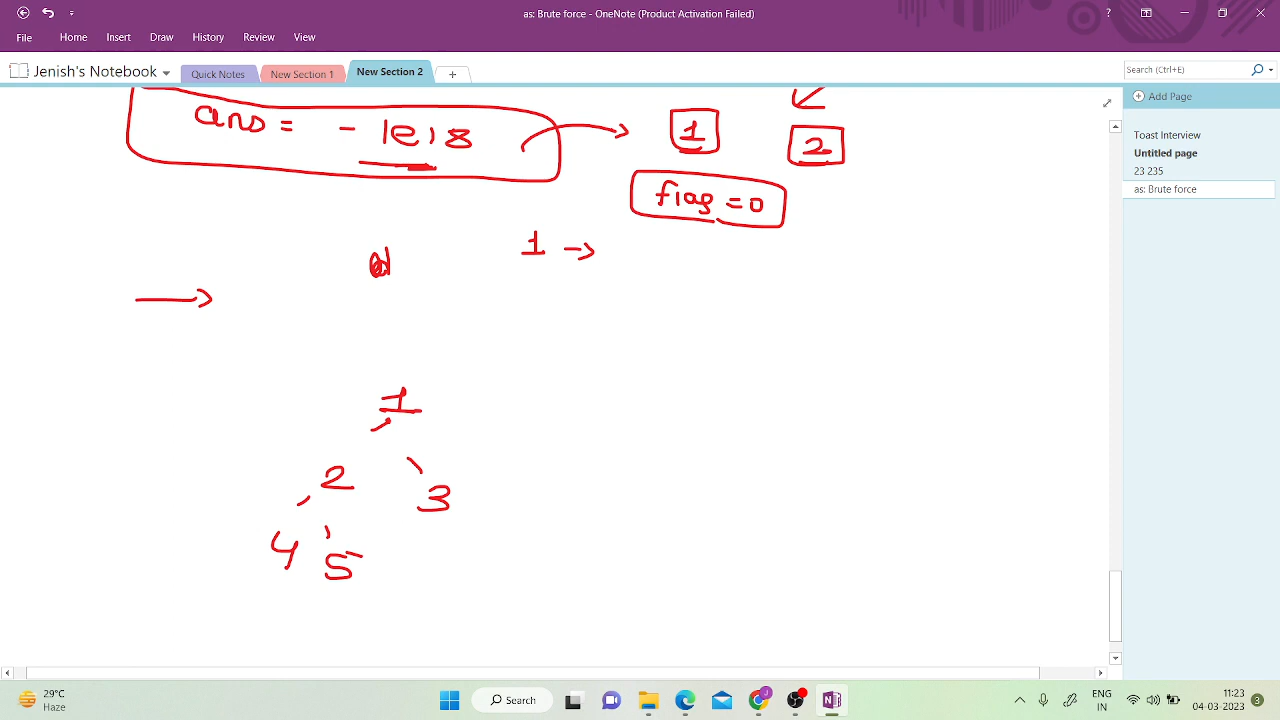 as: Brute force - OneNote (Product Activation Failed)
?
File Home Insert Draw History Review View
Jenish's Notebook Quick Notes New Section 1 New Section 2 + Search (Ctrl+E)
Add Page
Toast Interview
Untitled page
23 235
as: Brute force
ans = - 1e18
1
2
flag = 0
1 →
→
1
2
3
4 5
29°C
Haze
Search
ENG
IN
11:23
04-03-2023
3